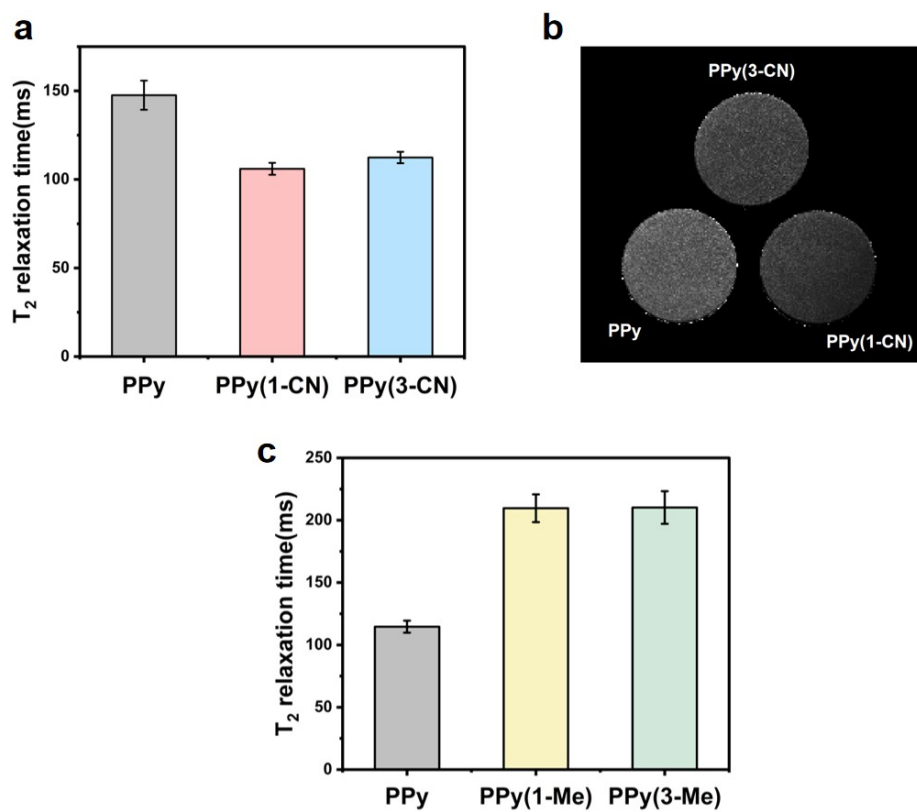 a
T₂ relaxation time(ms)
150
100
50
0
PPy
PPy(1-CN)
PPy(3-CN)
b
PPy(3-CN)
PPy
PPy(1-CN)
c
T₂ relaxation time(ms)
250
200
150
100
50
0
PPy
PPy(1-Me)
PPy(3-Me)